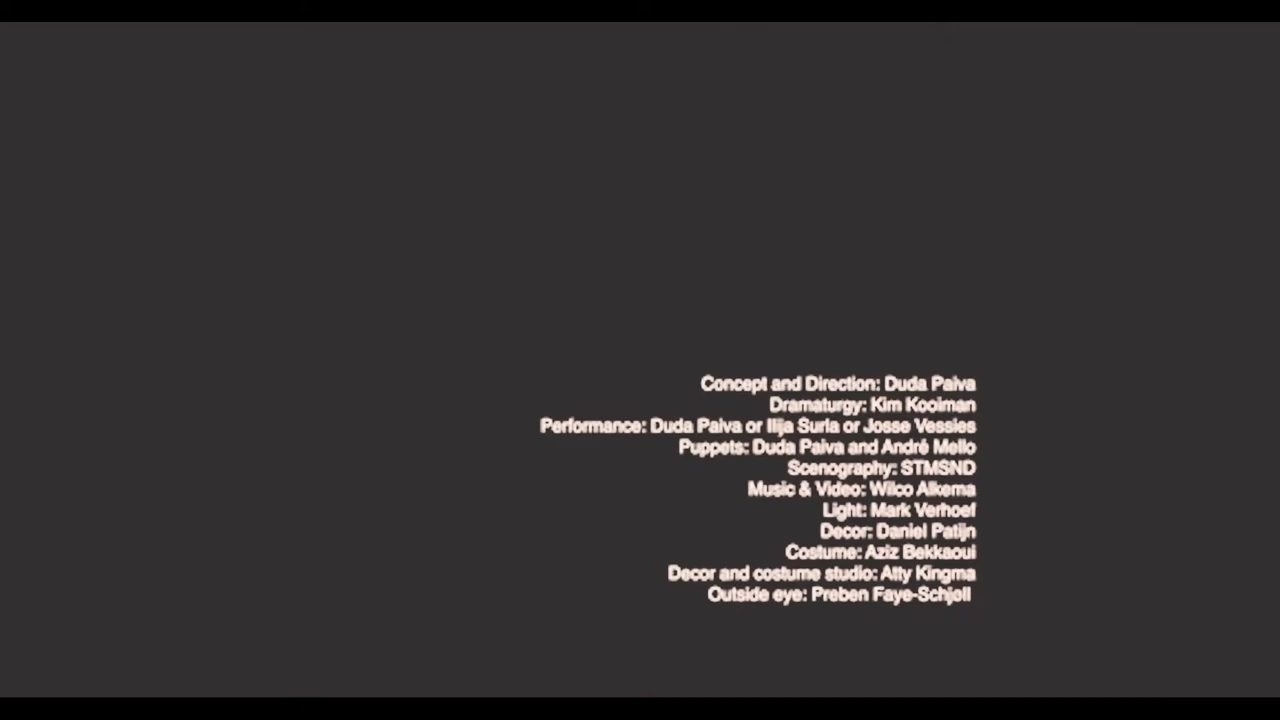 Concept and Direction: Duda Paiva
Dramaturgy: Kim Kooiman
Performance: Duda Paiva or Ilija Surla or Josse Vessies
Puppets: Duda Paiva and André Mello
Scenography: STMSND
Music & Video: Wilco Alkema
Light: Mark Verhoef
Decor: Daniel Patijn
Costume: Aziz Bekkaoui
Decor and costume studio: Atty Kingma
Outside eye: Preben Faye-Schjøll